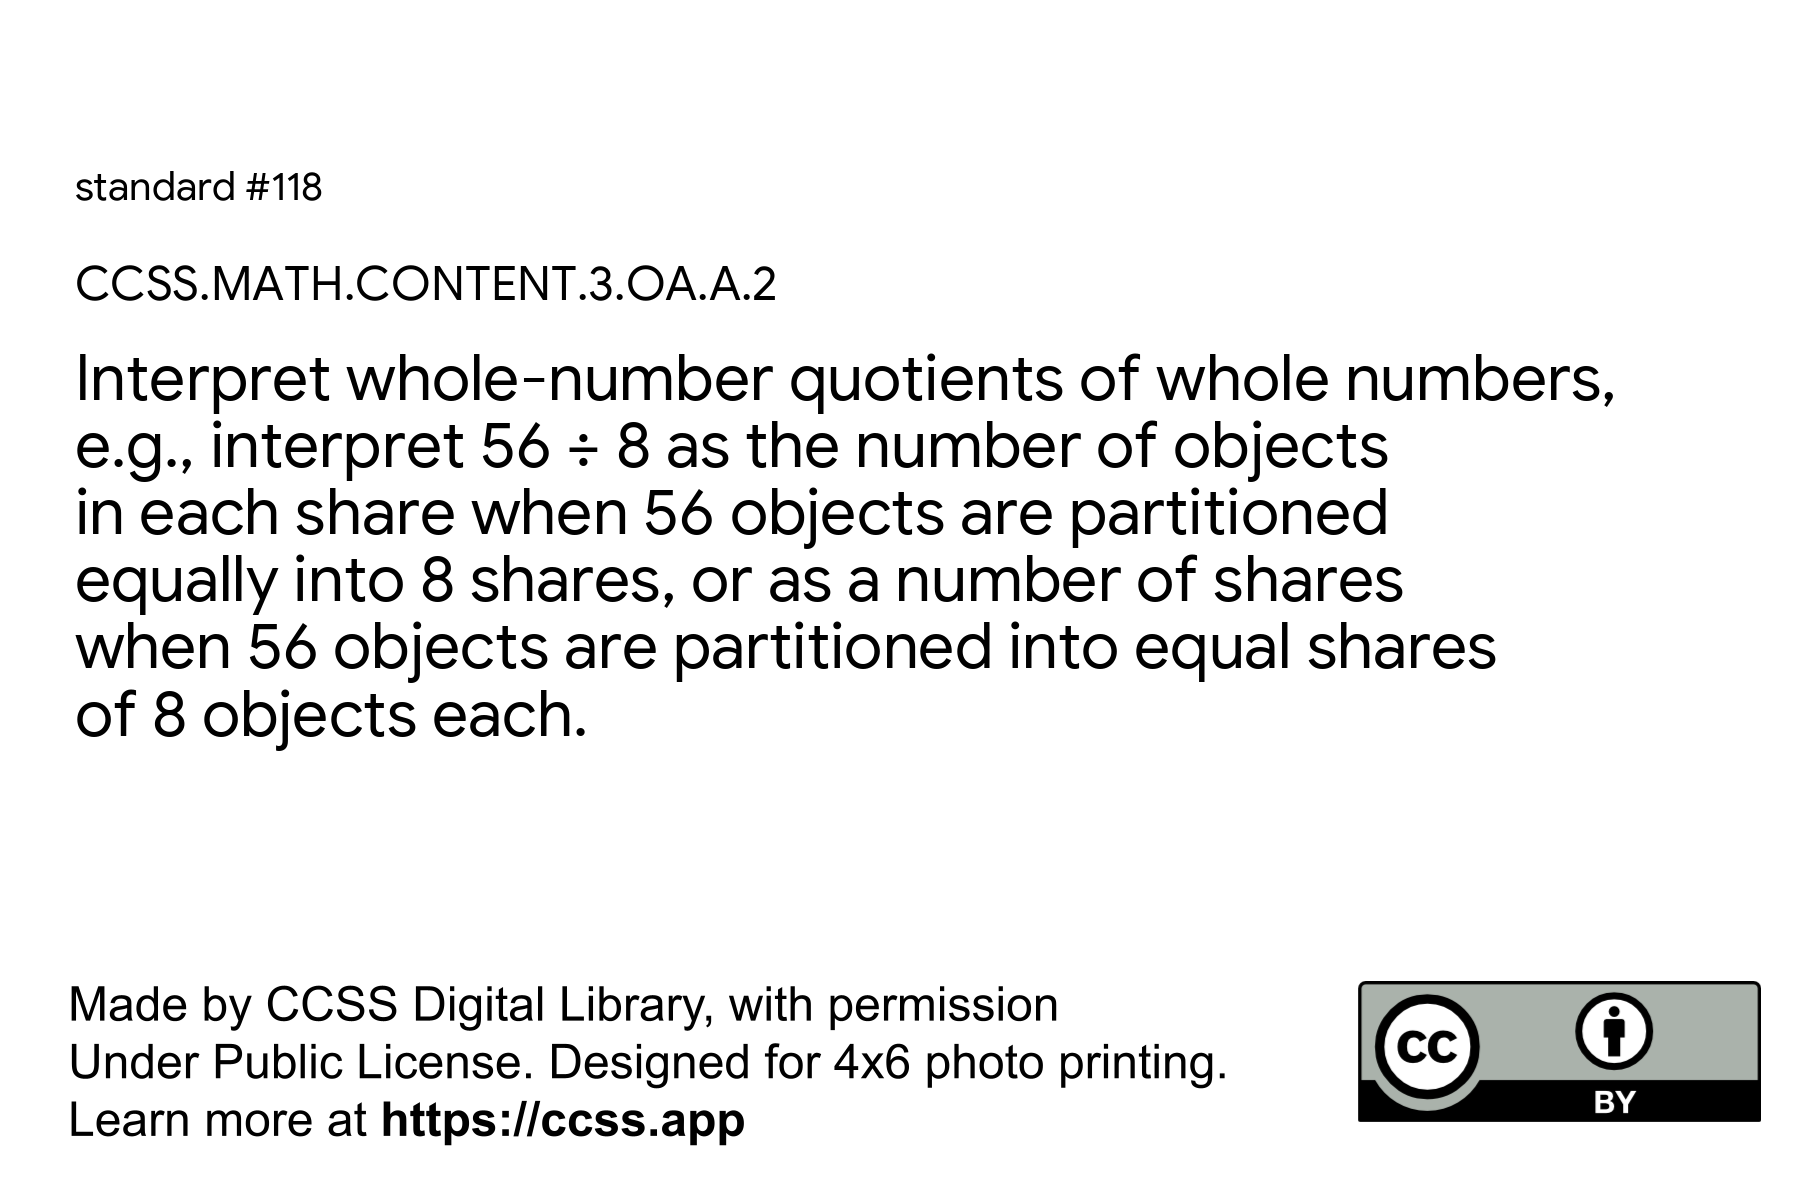 standard #118
CCSS.MATH.CONTENT.3.OA.A.2
Interpret whole-number quotients of whole numbers,
e.g., interpret 56 ÷ 8 as the number of objects
in each share when 56 objects are partitioned
equally into 8 shares, or as a number of shares
when 56 objects are partitioned into equal shares
of 8 objects each.
Made by CCSS Digital Library, with permission
Under Public License. Designed for 4x6 photo printing.
Learn more at https://ccss.app
cc
BY